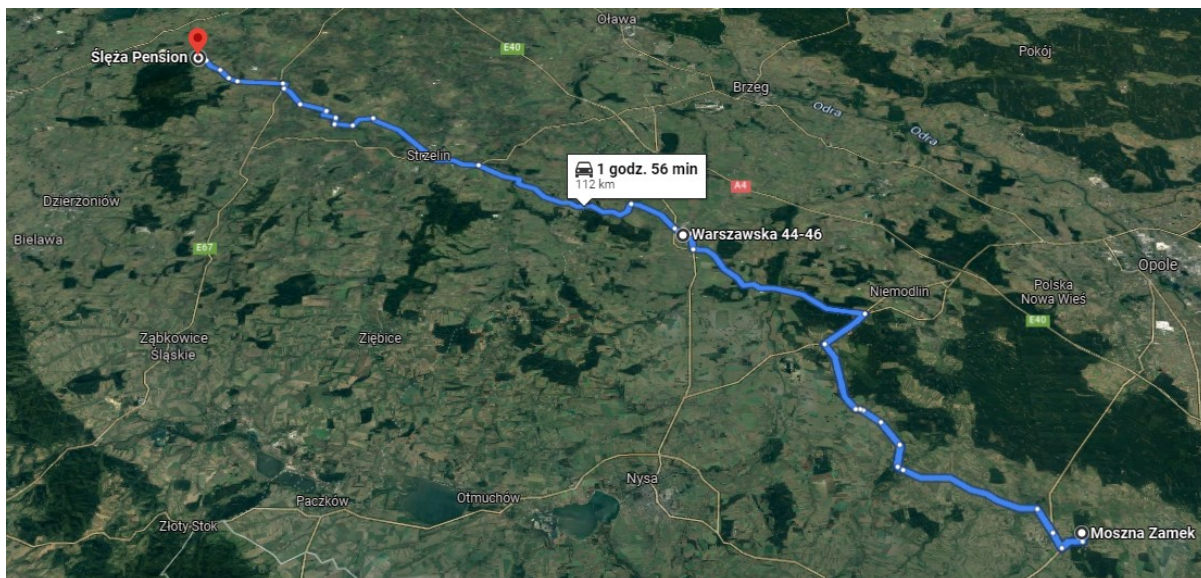 Oława
Ślęża Pension
E40
Pokój
Brzeg
Odra
Odra
Strzelin
1 godz. 56 min
112 km
A4
Dzierżoniów
Bielawa
E67
Warszawska 44-46
Opole
Niemodlin
Polska
Nowa Wieś
E40
Ząbkowice
Śląskie
Ziębice
Nysa
Otmuchów
Paczków
Złoty Stok
Moszna Zamek